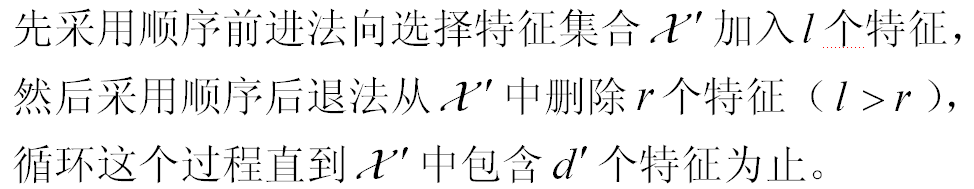 先采用顺序前进法向选择特征集合 𝒳′ 加入 l 个特征，
然后采用顺序后退法从 𝒳′ 中删除 r 个特征（l > r），
循环这个过程直到 𝒳′ 中包含 d′ 个特征为止。